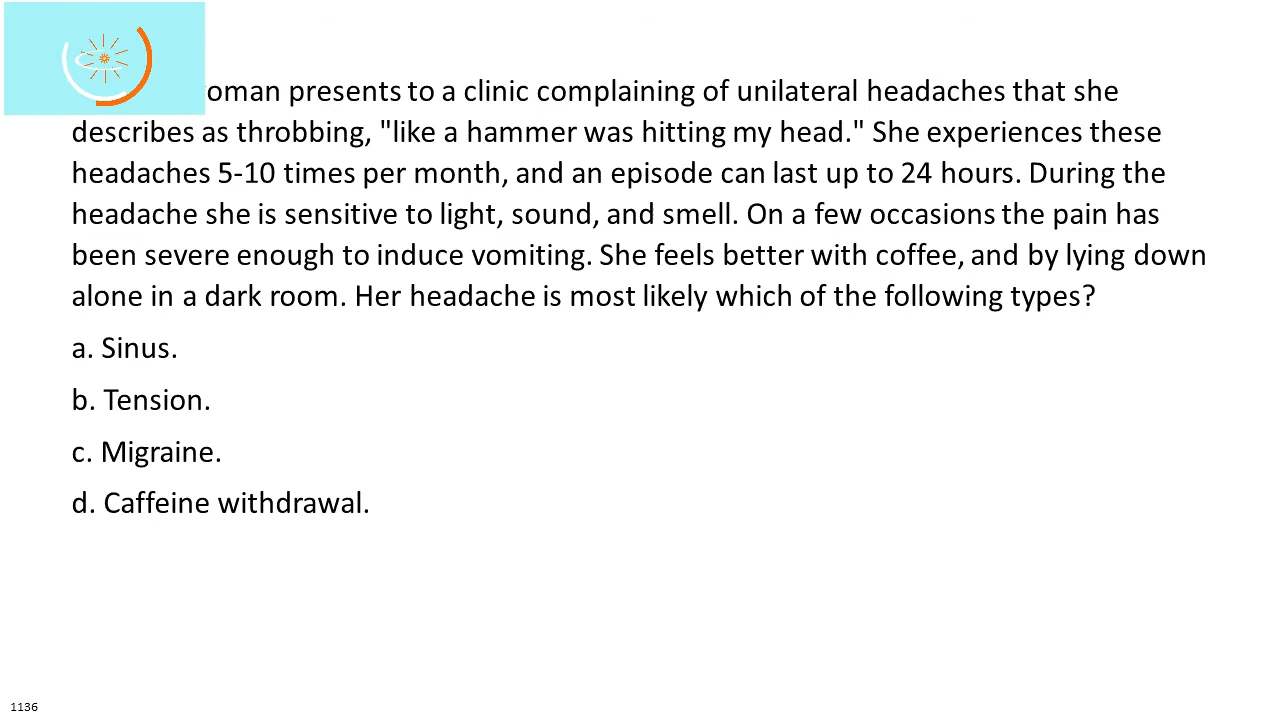 oman presents to a clinic complaining of unilateral headaches that she
describes as throbbing, "like a hammer was hitting my head." She experiences these
headaches 5-10 times per month, and an episode can last up to 24 hours. During the
headache she is sensitive to light, sound, and smell. On a few occasions the pain has
been severe enough to induce vomiting. She feels better with coffee, and by lying down
alone in a dark room. Her headache is most likely which of the following types?
a. Sinus.
b. Tension.
c. Migraine.
d. Caffeine withdrawal.
1136